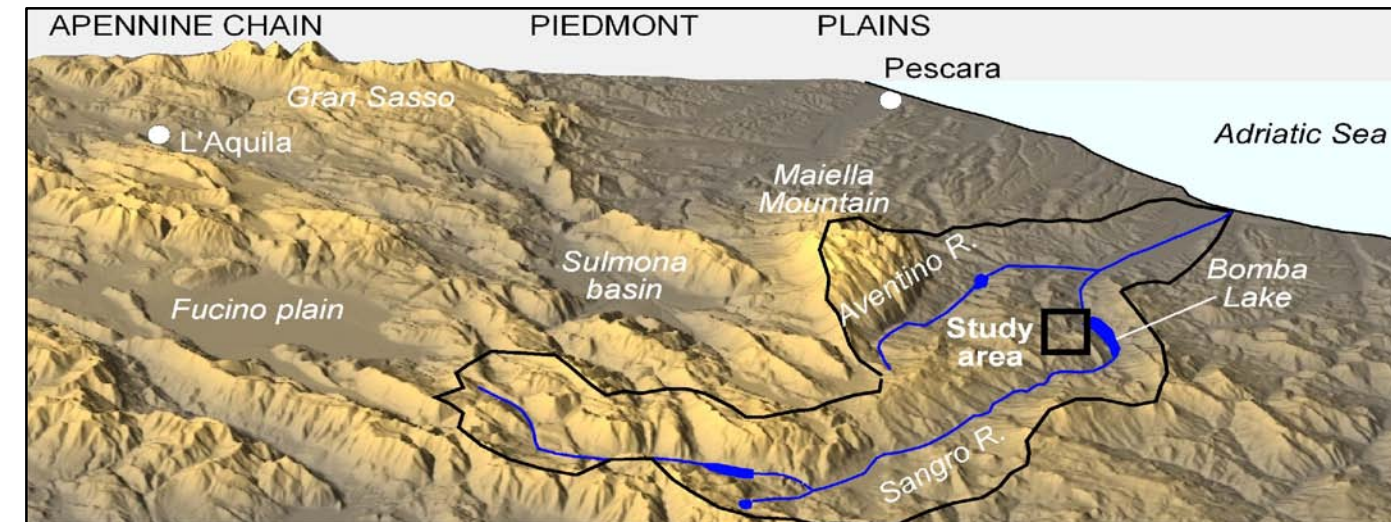 APENNINE CHAIN
PIEDMONT
PLAINS
Pescara
Gran Sasso
L'Aquila
Adriatic Sea
Maiella
Mountain
Sulmona
basin
Aventino R.
Bomba
Lake
Fucino plain
Study
area
Sangro R.